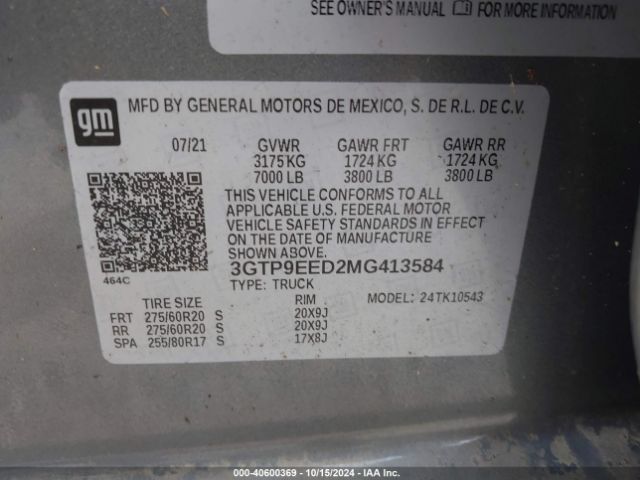 SEE OWNER'S MANUAL FOR MORE INFORMATION
gm
MFD BY GENERAL MOTORS DE MEXICO, S. DE R.L. DE C.V.
07/21 GVWR GAWR FRT GAWR RR
3175 KG 1724 KG 1724 KG
7000 LB 3800 LB 3800 LB
THIS VEHICLE CONFORMS TO ALL
APPLICABLE U.S. FEDERAL MOTOR
VEHICLE SAFETY STANDARDS IN EFFECT
ON THE DATE OF MANUFACTURE
SHOWN ABOVE.
464C
3GTP9EED2MG413584
TYPE: TRUCK MODEL: 24TK10543
TIRE SIZE RIM
FRT 275/60R20 S 20X9J
RR 275/60R20 S 20X9J
SPA 255/80R17 S 17X8J
000-40600369 - 10/15/2024 - IAA Inc.